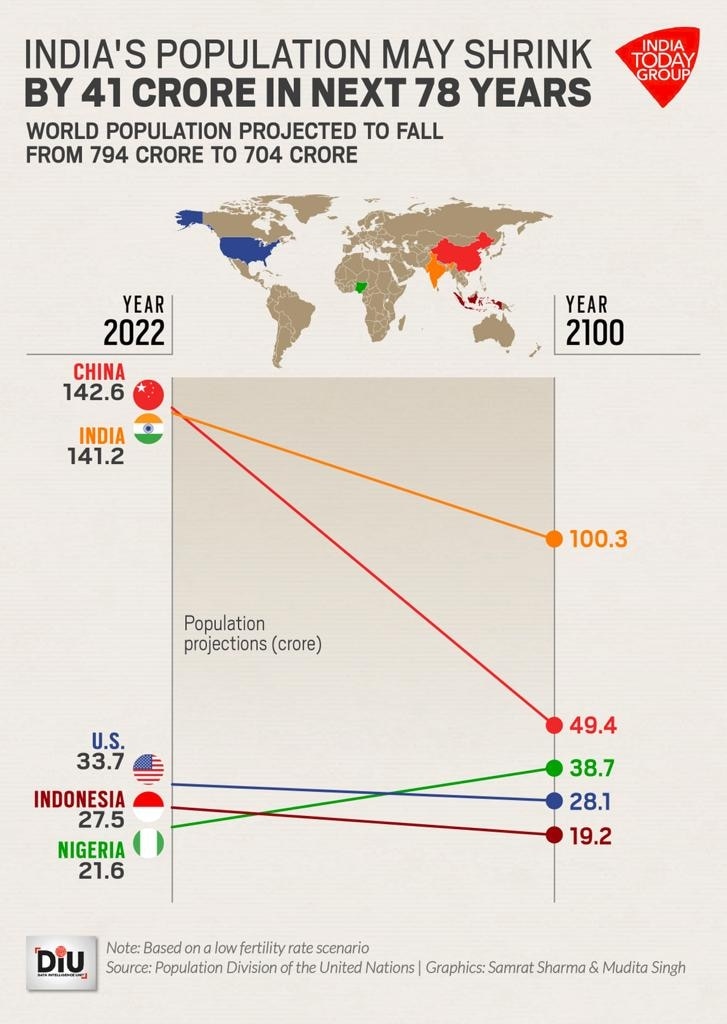 INDIA'S POPULATION MAY SHRINK
BY 41 CRORE IN NEXT 78 YEARS
WORLD POPULATION PROJECTED TO FALL
FROM 794 CRORE TO 704 CRORE
INDIA
TODAY
GROUP
YEAR
2022
YEAR
2100
CHINA
142.6
INDIA
141.2
100.3
Population
projections (crore)
49.4
U.S.
33.7
38.7
28.1
INDONESIA
27.5
19.2
NIGERIA
21.6
DiU
DATA INTELLIGENCE UNIT
Note: Based on a low fertility rate scenario
Source: Population Division of the United Nations | Graphics: Samrat Sharma & Mudita Singh